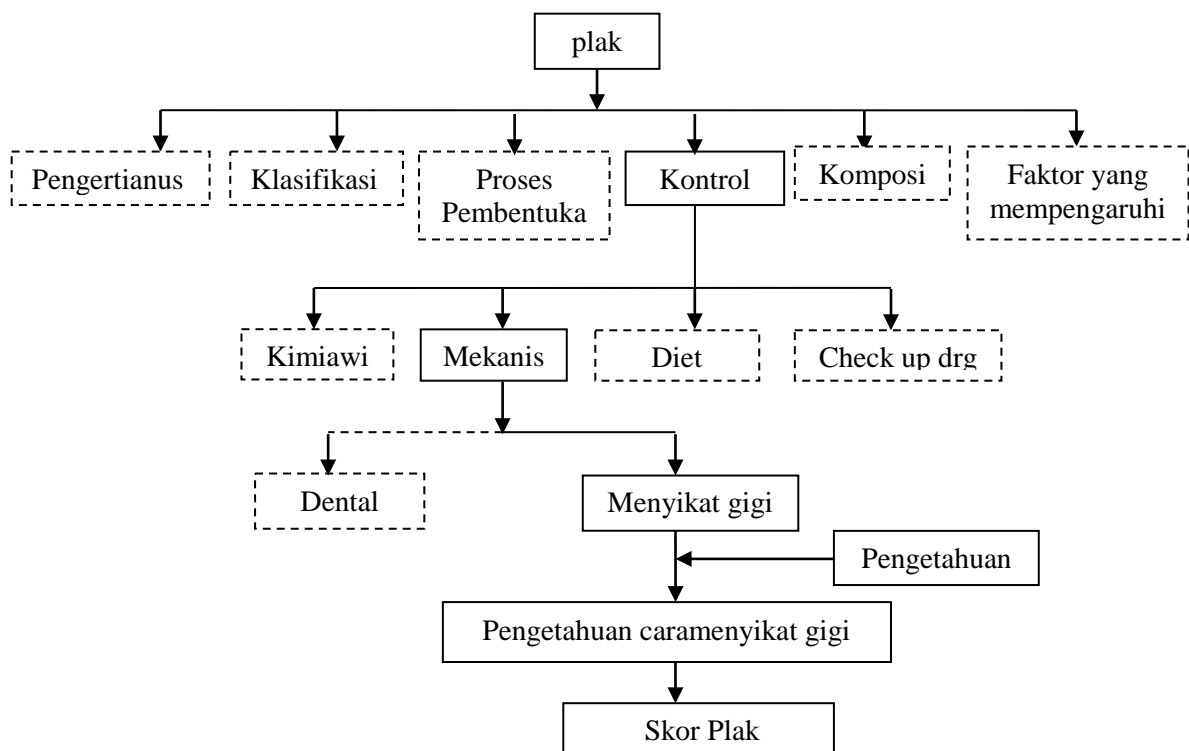 plak
Pengertianus
Klasifikasi
Proses
Pembentuka
Kontrol
Komposi
Faktor yang
mempengaruhi
Kimiawi
Mekanis
Diet
Check up drg
Dental
Menyikat gigi
Pengetahuan
Pengetahuan caramenyikat gigi
Skor Plak